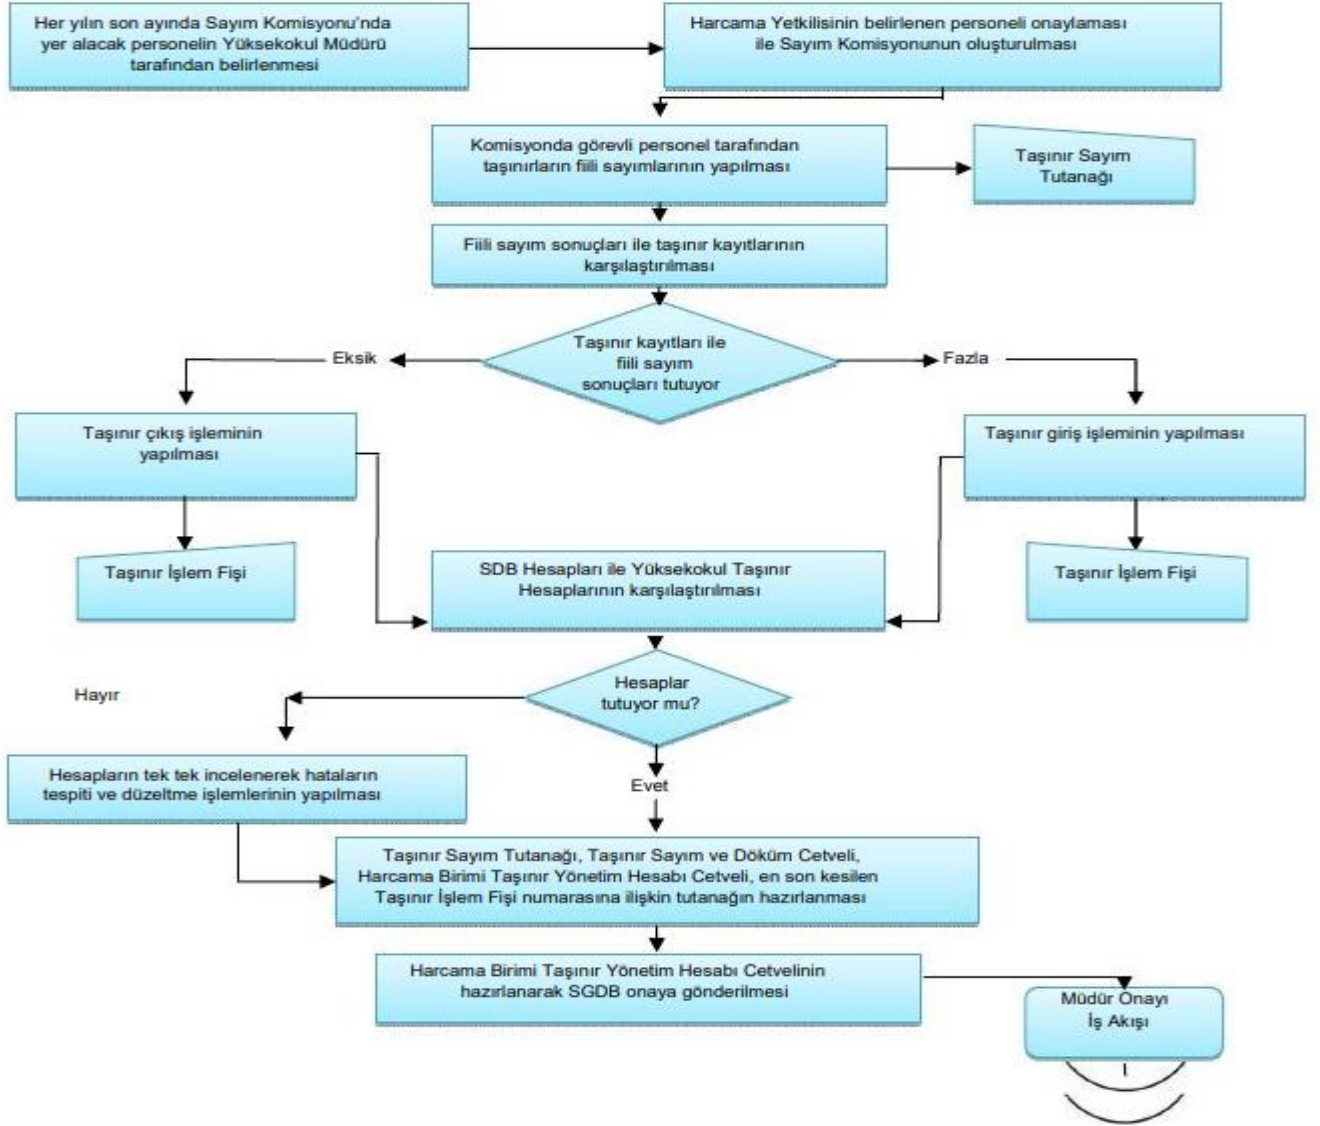 Her yılın son ayında Sayım Komisyonu'nda
yer alacak personelin Yüksekokul Müdürü
tarafından belirlenmesi
Harcama Yetkilisinin belirlenen personeli onaylaması
ile Sayım Komisyonunun oluşturulması
Komisyonda görevli personel tarafından
taşınırların fiili sayımlarının yapılması
Taşınır Sayım
Tutanağı
Fiili sayım sonuçları ile taşınır kayıtlarının
karşılaştırılması
Taşınır kayıtları ile
fiili sayım
sonuçları tutuyor
Eksik
Fazla
Taşınır çıkış işleminin
yapılması
Taşınır giriş işleminin yapılması
Taşınır İşlem Fişi
SDB Hesapları ile Yüksekokul Taşınır
Hesaplarının karşılaştırılması
Taşınır İşlem Fişi
Hesaplar
tutuyor mu?
Hayır
Evet
Hesapların tek tek incelenerek hataların
tespiti ve düzeltme işlemlerinin yapılması
Taşınır Sayım Tutanağı, Taşınır Sayım ve Döküm Cetveli,
Harcama Birimi Taşınır Yönetim Hesabı Cetveli, en son kesilen
Taşınır İşlem Fişi numarasına ilişkin tutanağın hazırlanması
Harcama Birimi Taşınır Yönetim Hesabı Cetvelinin
hazırlanarak SGDB onaya gönderilmesi
Müdür Onayı
İş Akışı